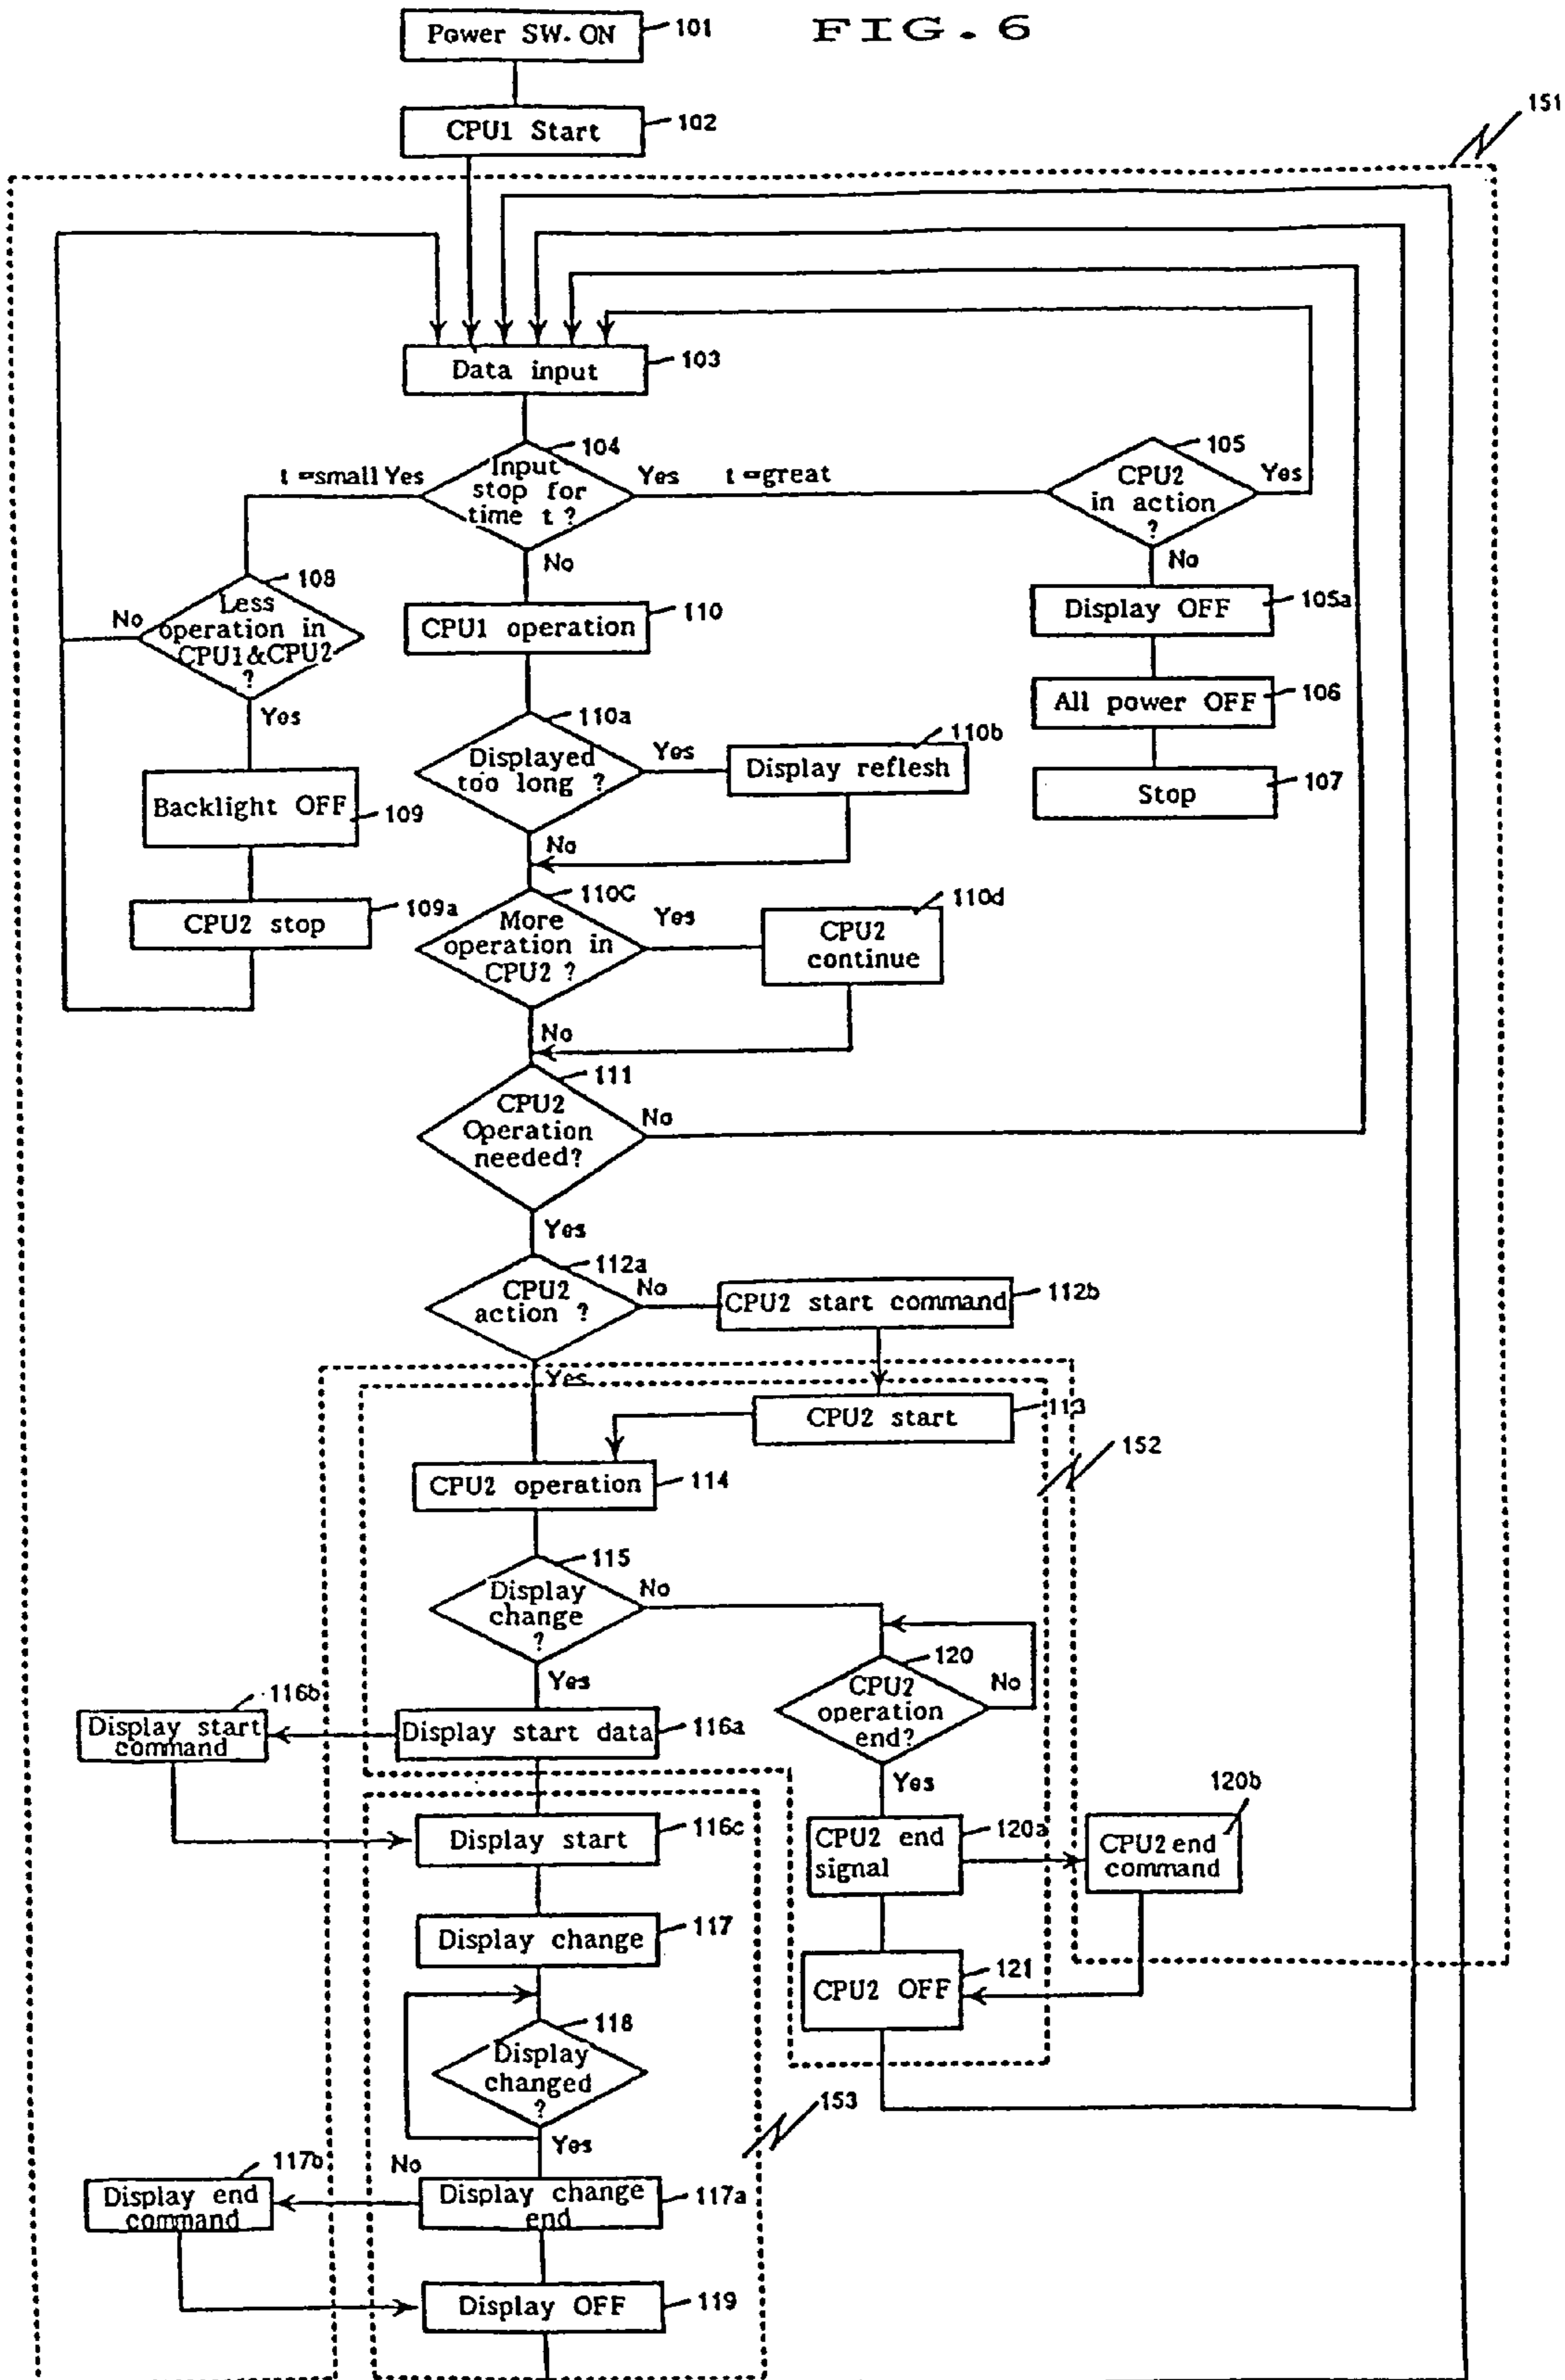 FIG. 6
Power SW. ON
101
CPU1 Start
102
151
Data input
103
104
Input
stop for
time t ?
t=small Yes
Yes
t=great
No
105
CPU2
in action
?
Yes
No
Display OFF
105a
All power OFF
106
Stop
107
108
Less
operation in
CPU1&CPU2
?
No
Yes
Backlight OFF
109
CPU2 stop
109a
CPU1 operation
110
110a
Displayed
too long ?
Yes
No
110b
Display reflesh
110C
More
operation in
CPU2 ?
Yes
No
110d
CPU2
continue
111
CPU2
Operation
needed?
No
Yes
112a
CPU2
action ?
No
Yes
CPU2 start command
112b
CPU2 start
113
152
CPU2 operation
114
115
Display
change
?
No
Yes
120
CPU2
operation
end?
No
Yes
116b
Display start
command
Display start data
116a
Display start
116c
CPU2 end
signal
120a
120b
CPU2 end
command
Display change
117
CPU2 OFF
121
118
Display
changed
?
Yes
No
153
117b
Display end
command
Display change
end
117a
Display OFF
119